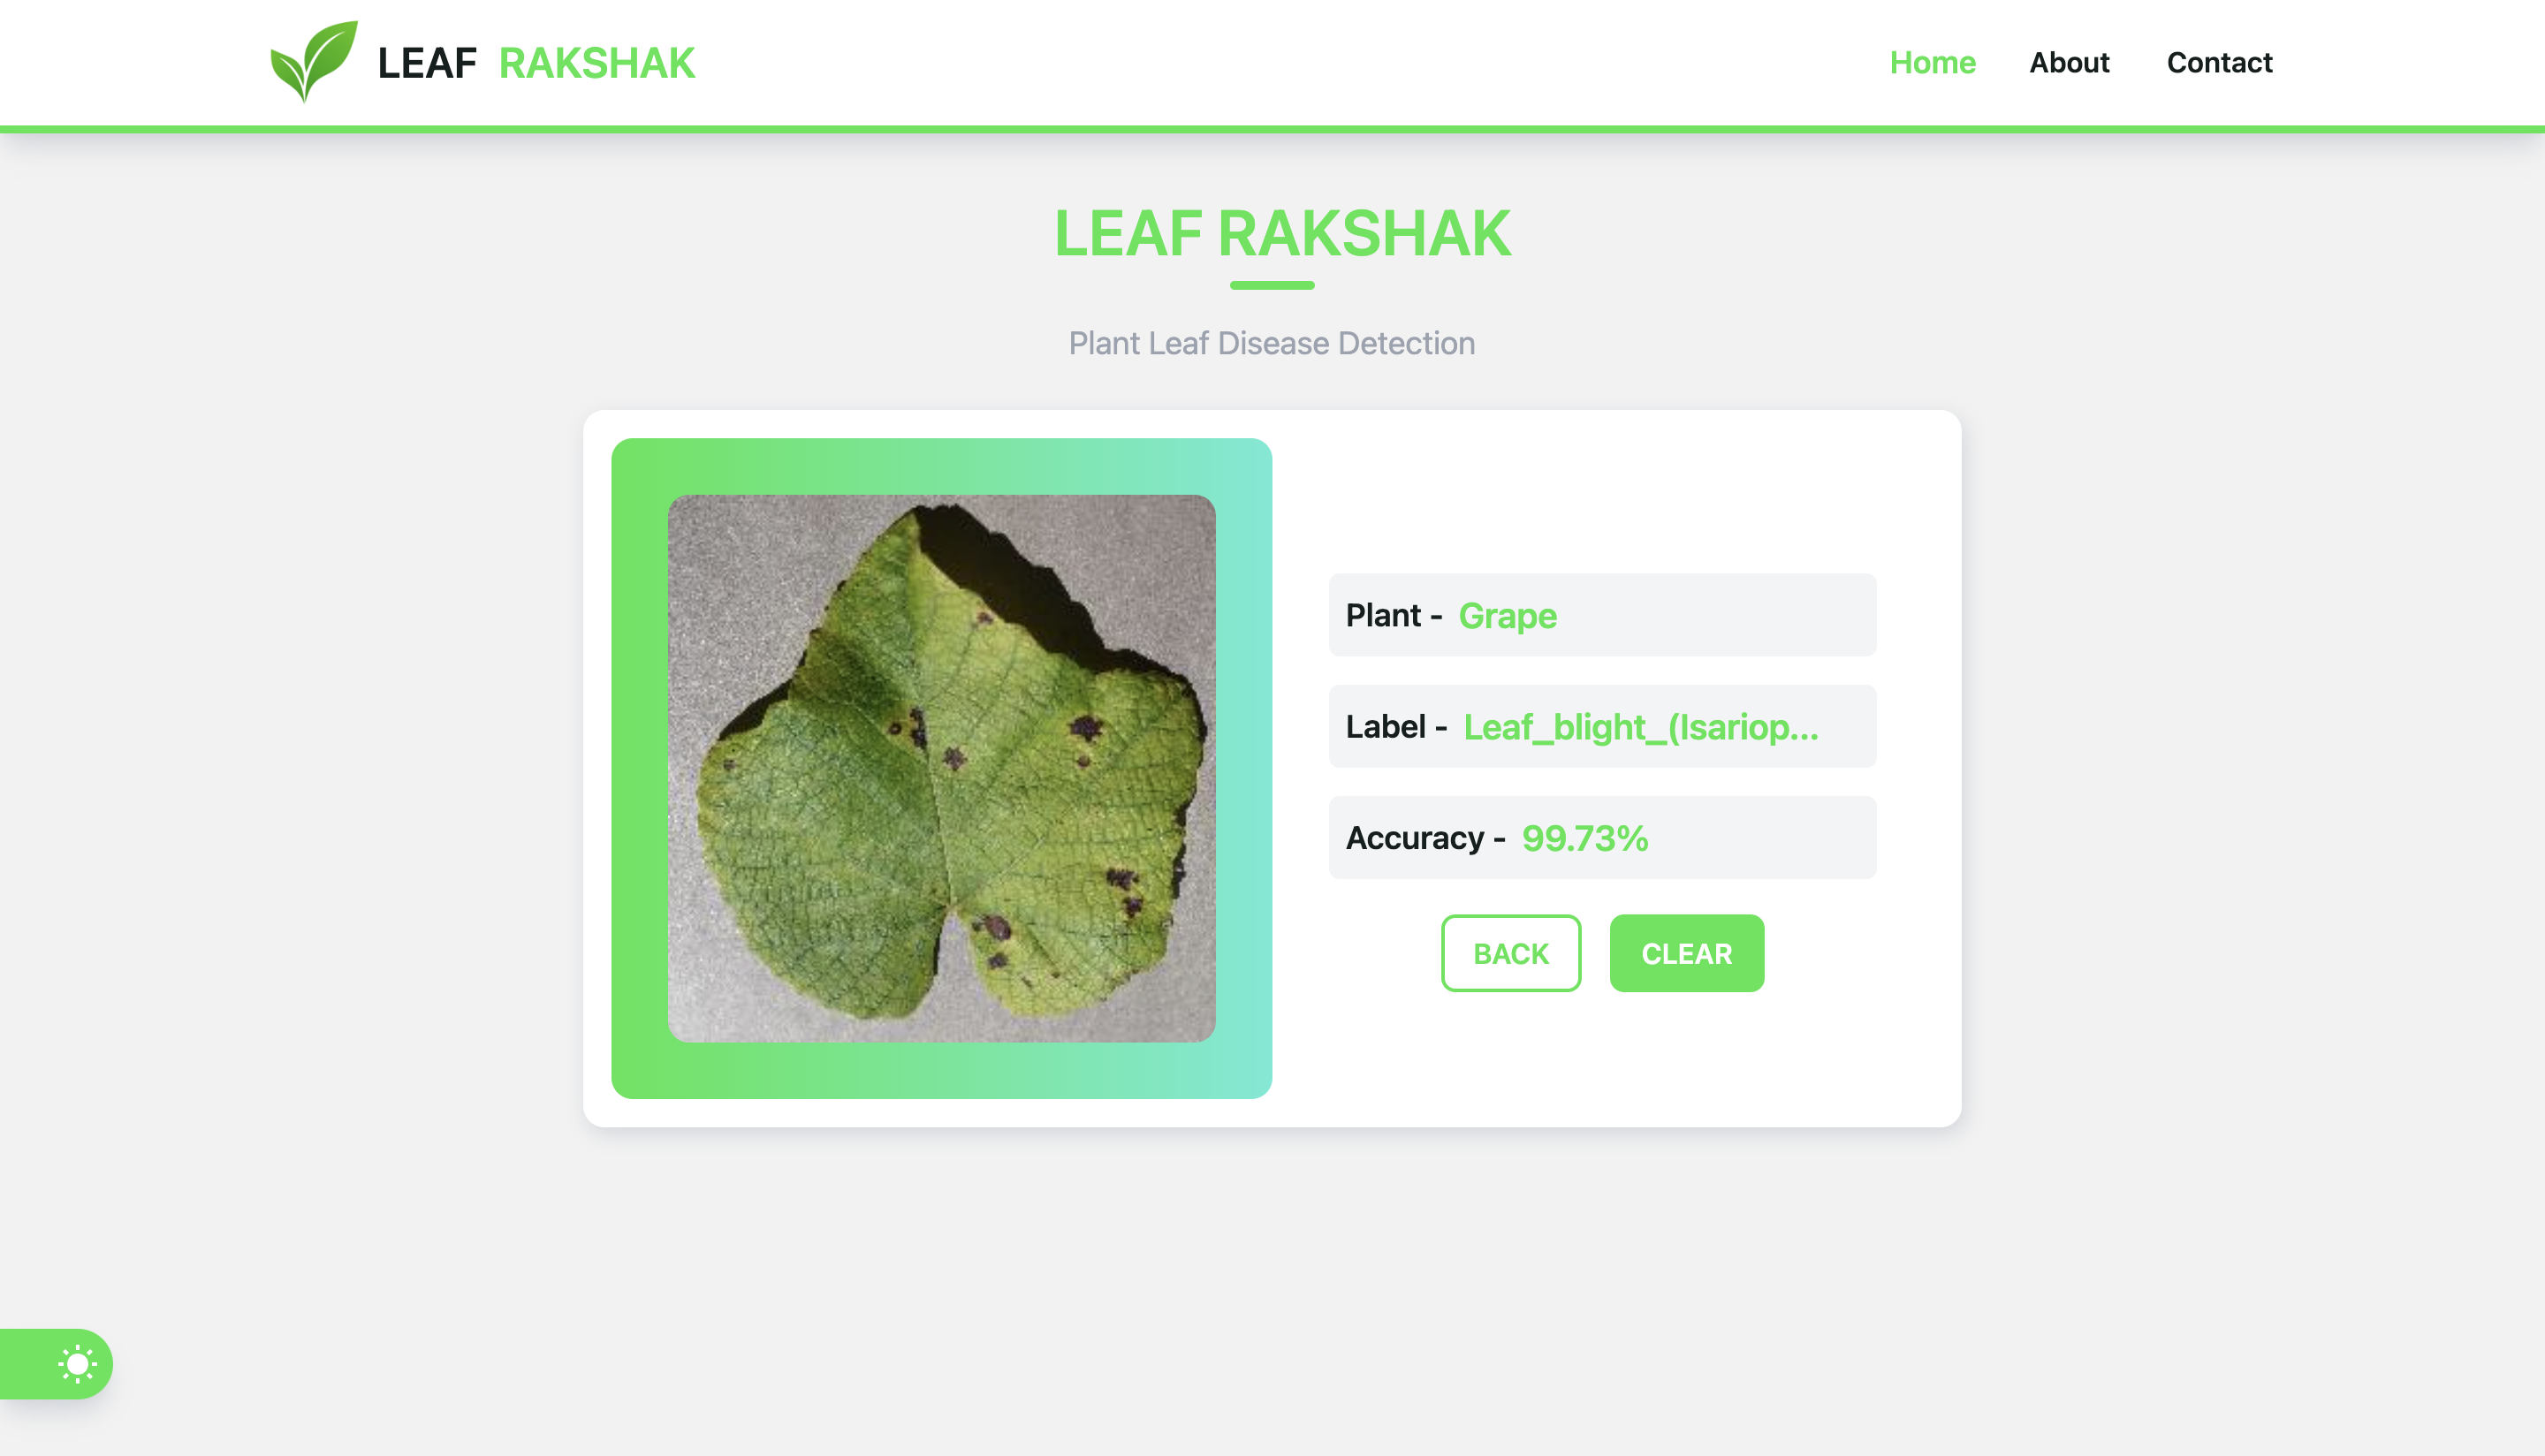 LEAF RAKSHAK
Home About Contact
LEAF RAKSHAK
Plant Leaf Disease Detection
Plant - Grape
Label - Leaf_blight_(Isariop...
Accuracy - 99.73%
BACK CLEAR